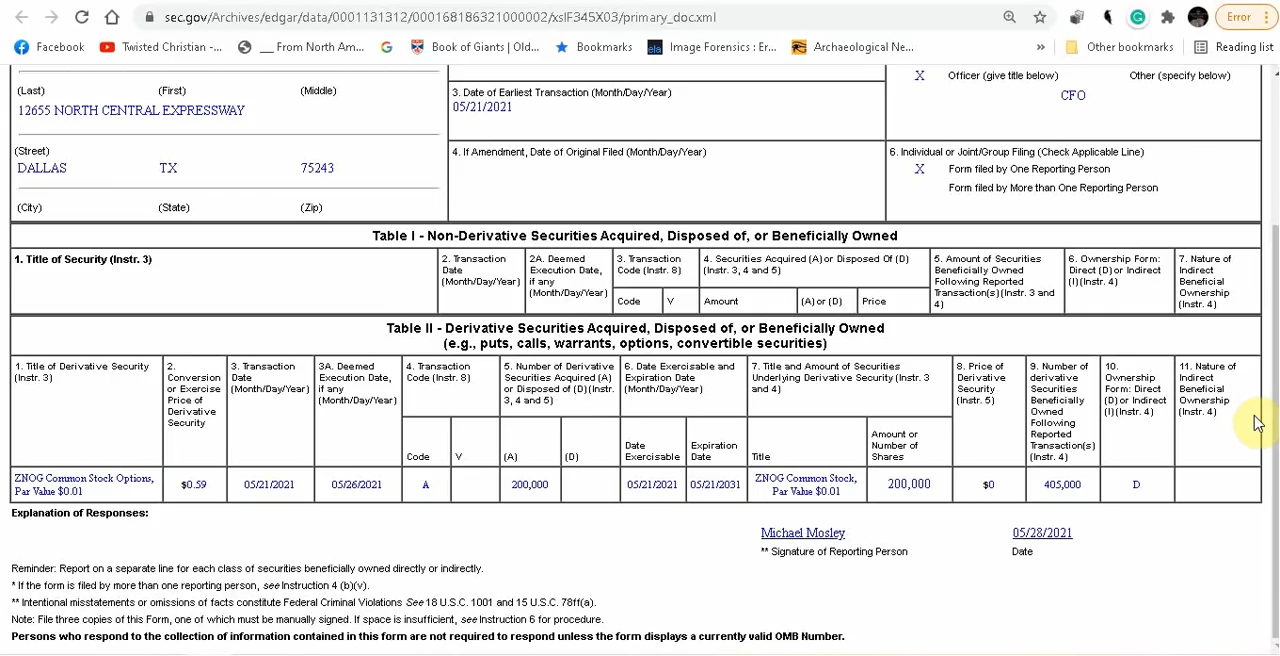 sec.gov/Archives/edgar/data/0001131312/000168186321000002/xslF345X03/primary_doc.xml
Error
Facebook
Twisted Christian -...
__ From North Am...
Book of Giants | Old...
Bookmarks
ela
Image Forensics : Er...
Archaeological Ne...
»
Other bookmarks
Reading list
(Last) (First) (Middle)
12655 NORTH CENTRAL EXPRESSWAY
(Street)
DALLAS TX 75243
(City) (State) (Zip)
3. Date of Earliest Transaction (Month/Day/Year)
05/21/2021
4. If Amendment, Date of Original Filed (Month/Day/Year)
X Officer (give title below) Other (specify below)
CFO
6. Individual or Joint/Group Filing (Check Applicable Line)
X Form filed by One Reporting Person
Form filed by More than One Reporting Person
Table I - Non-Derivative Securities Acquired, Disposed of, or Beneficially Owned
1. Title of Security (Instr. 3)
2. Transaction
Date
(Month/Day/Year)
2A. Deemed
Execution Date,
if any
(Month/Day/Year)
3. Transaction
Code (Instr. 8)
4. Securities Acquired (A) or Disposed Of (D)
(Instr. 3, 4 and 5)
5. Amount of Securities
Beneficially Owned
Following Reported
Transaction(s) (Instr. 3 and
4)
6. Ownership Form:
Direct (D) or Indirect
(I) (Instr. 4)
7. Nature of
Indirect
Beneficial
Ownership
(Instr. 4)
Code V Amount (A) or (D) Price
Table II - Derivative Securities Acquired, Disposed of, or Beneficially Owned
(e.g., puts, calls, warrants, options, convertible securities)
1. Title of Derivative Security
(Instr. 3)
2.
Conversion
or Exercise
Price of
Derivative
Security
3. Transaction
Date
(Month/Day/Year)
3A. Deemed
Execution Date,
if any
(Month/Day/Year)
4. Transaction
Code (Instr. 8)
5. Number of Derivative
Securities Acquired (A)
or Disposed of (D) (Instr.
3, 4 and 5)
6. Date Exercisable and
Expiration Date
(Month/Day/Year)
7. Title and Amount of Securities
Underlying Derivative Security (Instr. 3
and 4)
8. Price of
Derivative
Security
(Instr. 5)
9. Number of
derivative
Securities
Beneficially
Owned
Following
Reported
Transaction(s)
(Instr. 4)
10.
Ownership
Form: Direct
(D) or Indirect
(I) (Instr. 4)
11. Nature of
Indirect
Beneficial
Ownership
(Instr. 4)
Code V (A) (D)
Date
Exercisable
Expiration
Date
Title
Amount or
Number of
Shares
ZNOG Common Stock Options,
Par Value $0.01
$0.59
05/21/2021
05/26/2021
A
200,000
05/21/2021
05/21/2031
ZNOG Common Stock,
Par Value $0.01
200,000
$0
405,000
D
Explanation of Responses:
Michael Mosley 05/28/2021
** Signature of Reporting Person Date
Reminder: Report on a separate line for each class of securities beneficially owned directly or indirectly.
* If the form is filed by more than one reporting person, see Instruction 4 (b)(v).
** Intentional misstatements or omissions of facts constitute Federal Criminal Violations See 18 U.S.C. 1001 and 15 U.S.C. 78ff(a).
Note: File three copies of this Form, one of which must be manually signed. If space is insufficient, see Instruction 6 for procedure.
Persons who respond to the collection of information contained in this form are not required to respond unless the form displays a currently valid OMB Number.